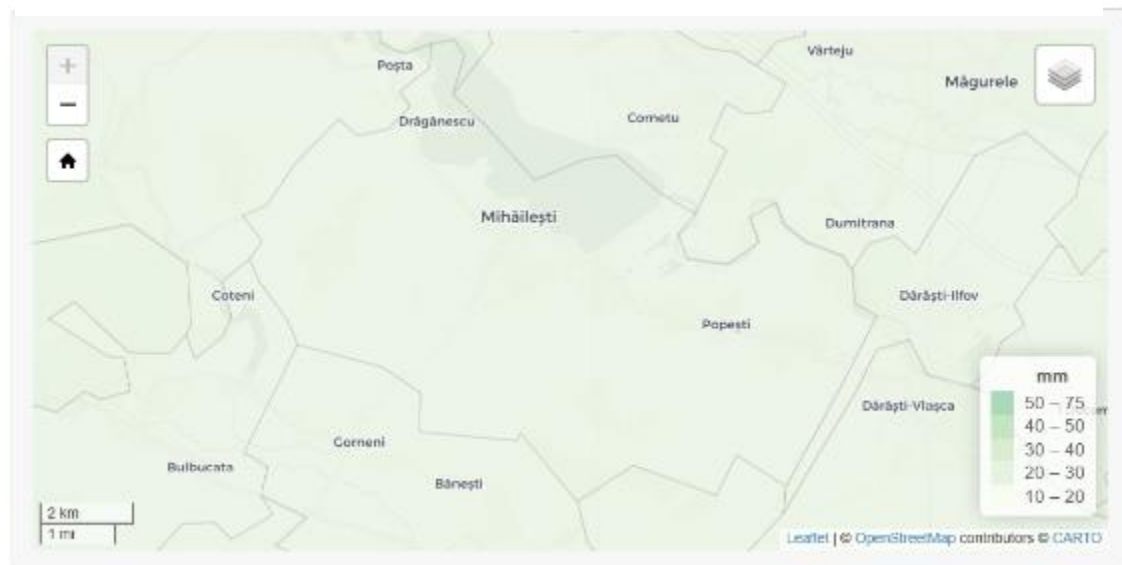 +
Vârteju
Poșta
Măgurele
−
Drăgănescu
Cornetu
Mihăilești
Dumitrana
Coteni
Dărăști-Ilfov
Popești
mm
50 – 75
Dărăști-Vlașca
40 – 50
Gorneni
30 – 40
Bulbucata
20 – 30
Bănești
10 – 20
2 km
1 mi
Leaflet | © OpenStreetMap contributors © CARTO